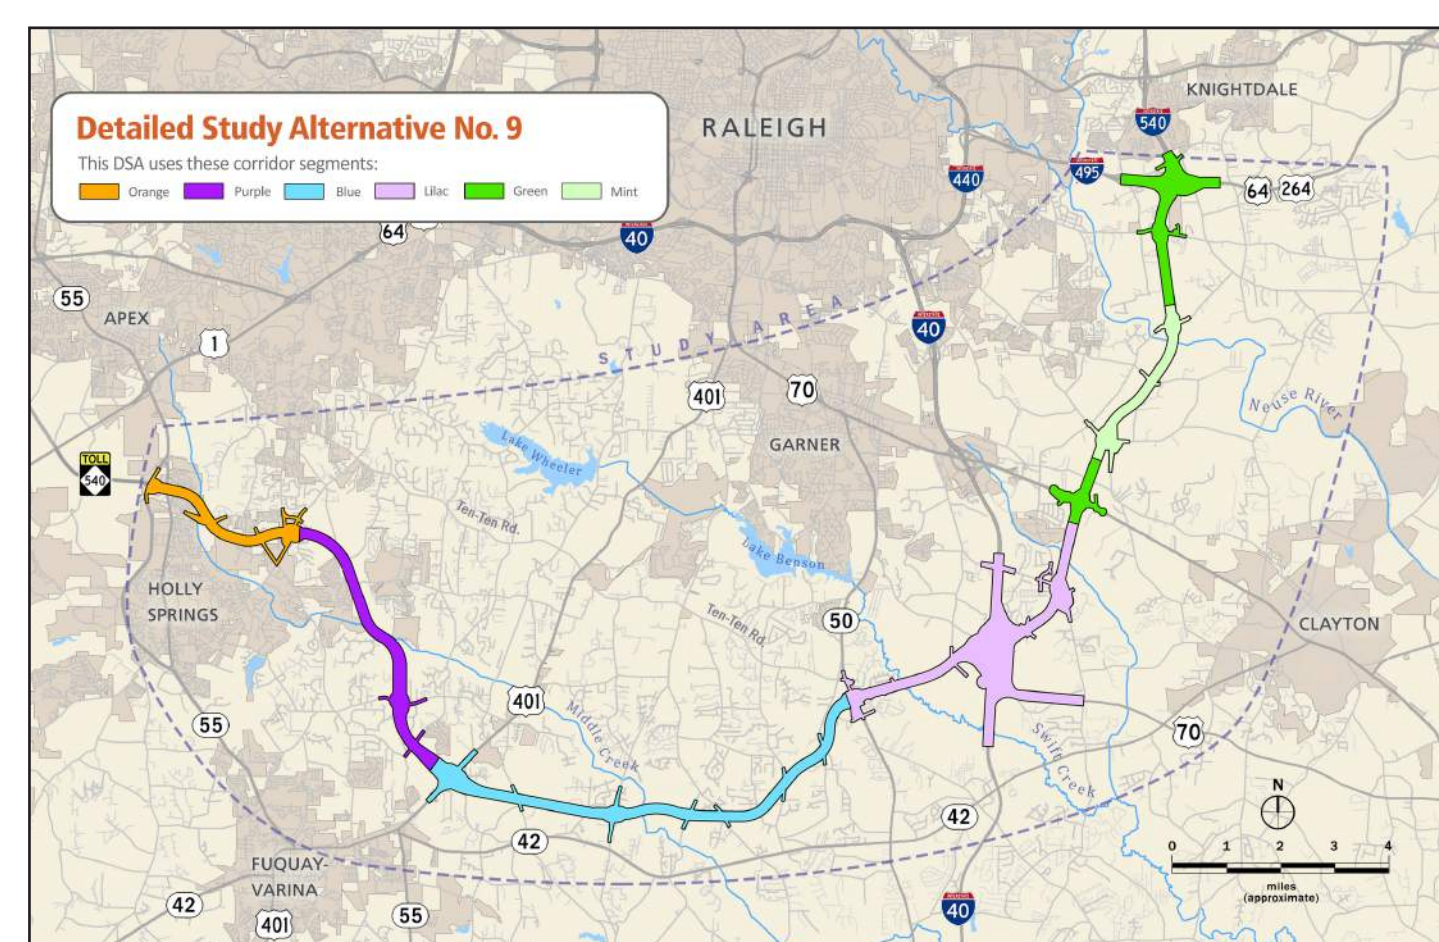 KNIGHTDALE
RALEIGH
Detailed Study Alternative No. 9
This DSA uses these corridor segments:
Orange Purple Blue Lilac Green Mint
540
495
440
64 264
64
40
55
APEX
1
STUDY AREA
40
401
70
Neuse River
GARNER
Lake Wheeler
TOLL
540
Ten-Ten Rd.
Lake Benson
HOLLY
SPRINGS
Ten-Ten Rd.
50
CLAYTON
401
55
Middle Creek
Swift Creek
70
N
42
42
0 1 2 3 4
miles
(approximate)
FUQUAY-
VARINA
42
401
55
40